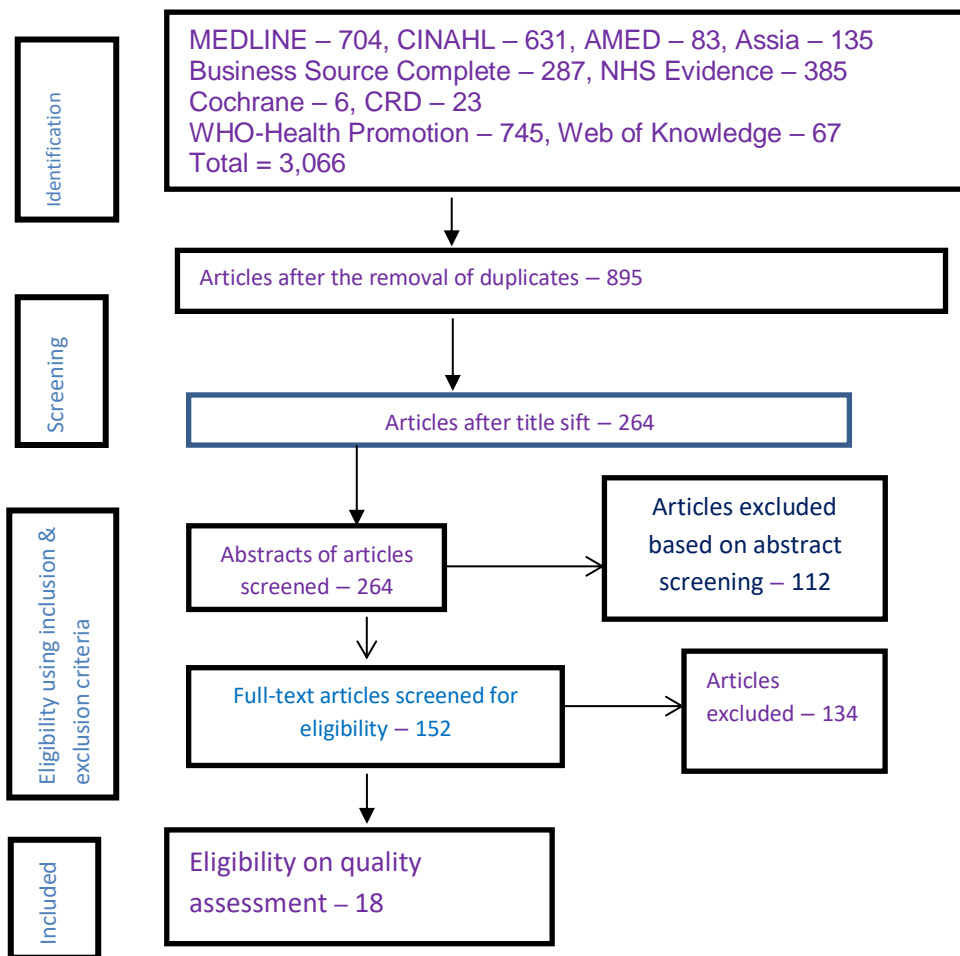 Identification
MEDLINE – 704, CINAHL – 631, AMED – 83, Assia – 135
Business Source Complete – 287, NHS Evidence – 385
Cochrane – 6, CRD – 23
WHO-Health Promotion – 745, Web of Knowledge – 67
Total = 3,066
Articles after the removal of duplicates – 895
Screening
Articles after title sift – 264
Eligibility using inclusion &
exclusion criteria
Abstracts of articles
screened – 264
Articles excluded
based on abstract
screening – 112
Full-text articles screened for
eligibility – 152
Articles
excluded – 134
Included
Eligibility on quality
assessment – 18